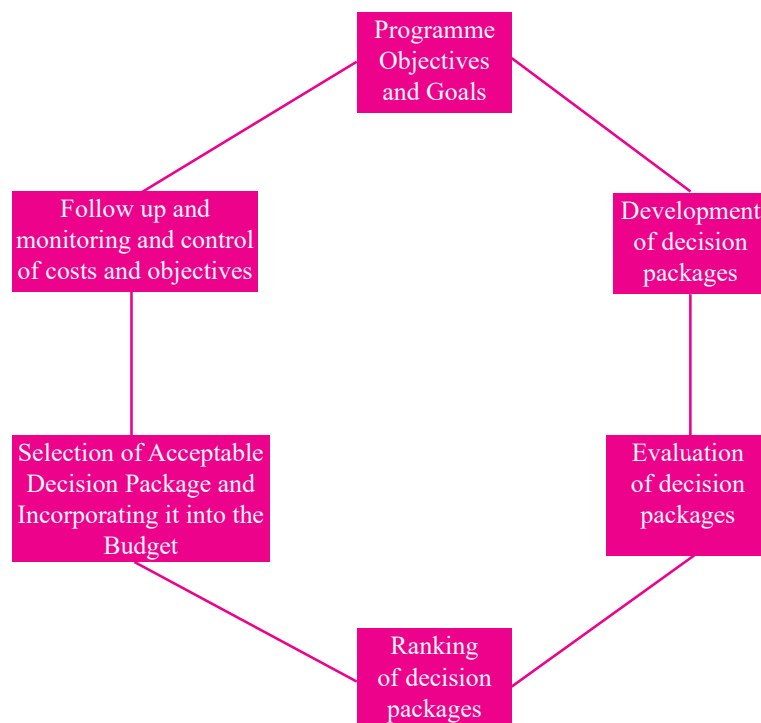 Programme
Objectives
and Goals
Development
of decision
packages
Evaluation
of decision
packages
Ranking
of decision
packages
Selection of Acceptable
Decision Package and
Incorporating it into the
Budget
Follow up and
monitoring and control
of costs and objectives